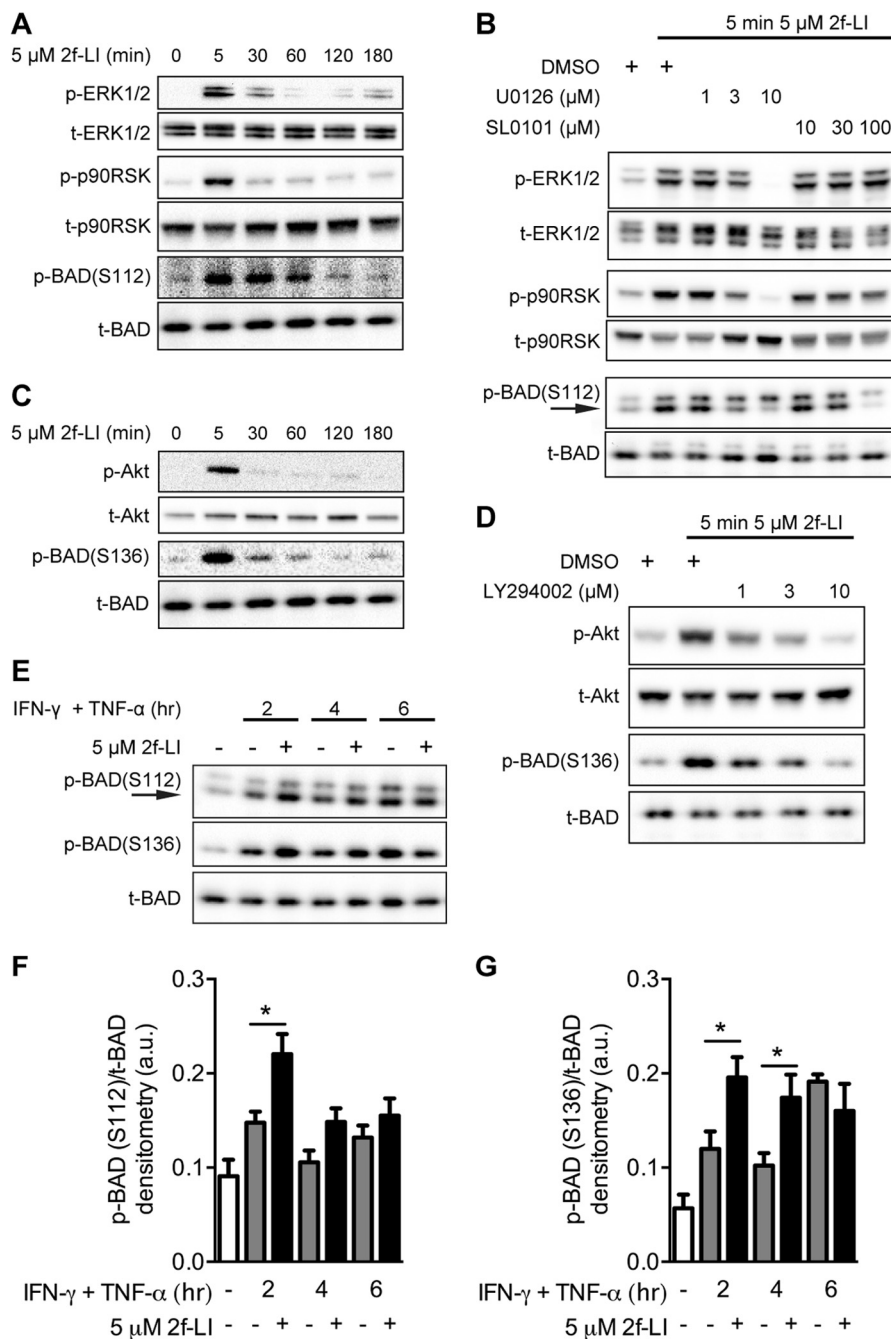 A
5 µM 2f-LI (min) 0 5 30 60 120 180
p-ERK1/2
t-ERK1/2
p-p90RSK
t-p90RSK
p-BAD(S112)
t-BAD
B
5 min 5 µM 2f-LI
DMSO + +
U0126 (µM) 1 3 10
SL0101 (µM) 10 30 100
p-ERK1/2
t-ERK1/2
p-p90RSK
t-p90RSK
p-BAD(S112)
t-BAD
C
5 µM 2f-LI (min) 0 5 30 60 120 180
p-Akt
t-Akt
p-BAD(S136)
t-BAD
D
5 min 5 µM 2f-LI
DMSO + +
LY294002 (µM) 1 3 10
p-Akt
t-Akt
p-BAD(S136)
t-BAD
E
IFN-γ + TNF-α (hr) 2 4 6
5 µM 2f-LI - - + - + - +
p-BAD(S112)
p-BAD(S136)
t-BAD
F
p-BAD (S112)/t-BAD
densitometry (a.u.)
0.3
0.2
0.1
0.0
*
IFN-γ + TNF-α (hr) - 2 4 6
5 µM 2f-LI - + - + - +
G
p-BAD (S136)/t-BAD
densitometry (a.u.)
0.3
0.2
0.1
0.0
* *
IFN-γ + TNF-α (hr) - 2 4 6
5 µM 2f-LI - + - + - +